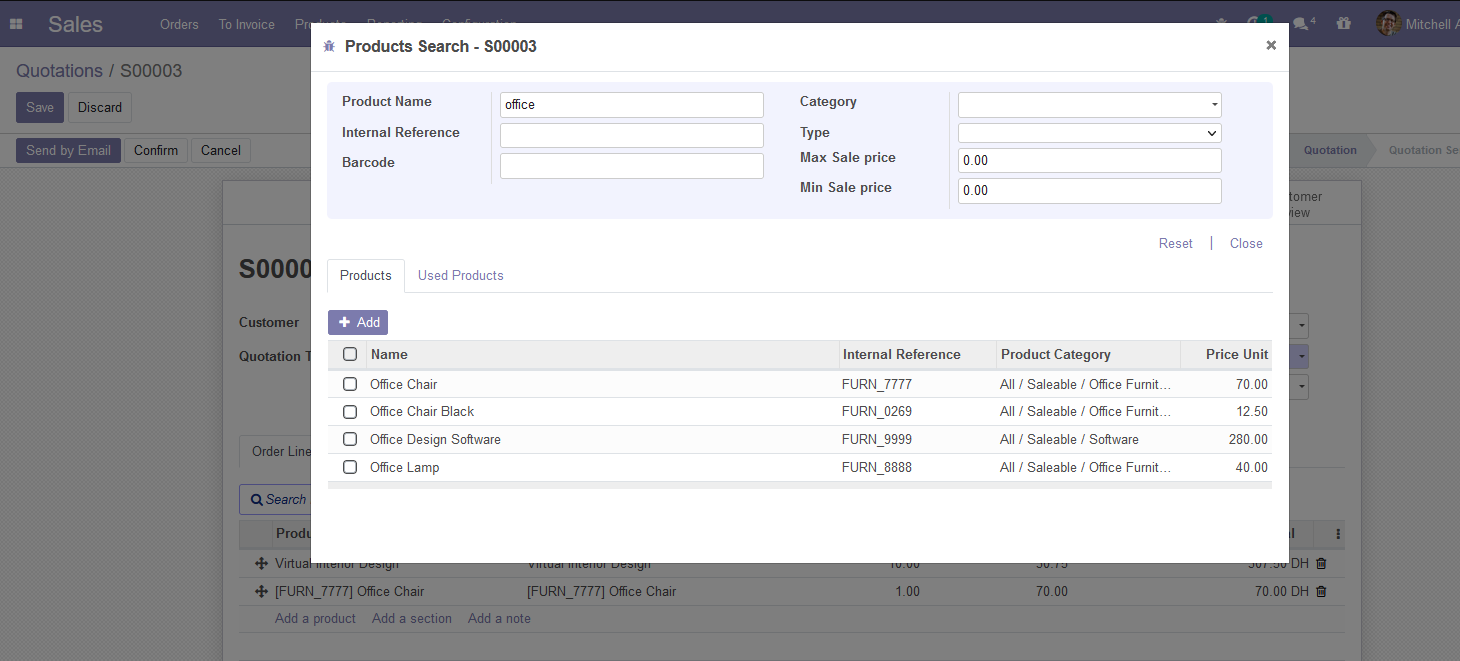 Sales Orders To Invoice Products Reporting Configuration 1 4 Mitchell A
Products Search - S00003
Quotations / S00003
Save Discard
Product Name office Category
Internal Reference Type
Send by Email Confirm Cancel Quotation Quotation Se
Barcode Max Sale price 0.00
Min Sale price 0.00
Reset | Close
S0000
Products Used Products
Customer
Add
Quotation T
Name Internal Reference Product Category Price Unit
Office Chair FURN_7777 All / Saleable / Office Furnit... 70.00
Office Chair Black FURN_0269 All / Saleable / Office Furnit... 12.50
Office Design Software FURN_9999 All / Saleable / Software 280.00
Order Line
Office Lamp FURN_8888 All / Saleable / Office Furnit... 40.00
Search
Produ
Virtual Interior Design Virtual Interior Design 10.00 30.75 307.50 DH
[FURN_7777] Office Chair [FURN_7777] Office Chair 1.00 70.00 70.00 DH
Add a product Add a section Add a note